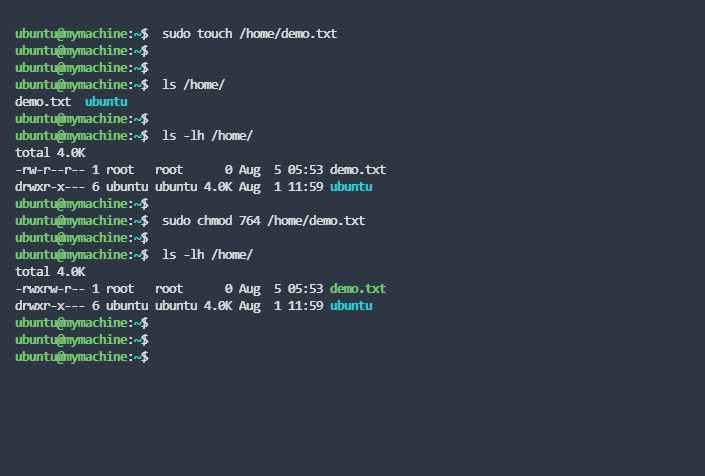 ubuntu@mymachine:~$  sudo touch /home/demo.txt
ubuntu@mymachine:~$
ubuntu@mymachine:~$
ubuntu@mymachine:~$  ls /home/
demo.txt  ubuntu
ubuntu@mymachine:~$
ubuntu@mymachine:~$  ls -lh /home/
total 4.0K
-rw-r--r-- 1 root   root      0 Aug  5 05:53 demo.txt
drwxr-x--- 6 ubuntu ubuntu 4.0K Aug  1 11:59 ubuntu
ubuntu@mymachine:~$
ubuntu@mymachine:~$  sudo chmod 764 /home/demo.txt
ubuntu@mymachine:~$
ubuntu@mymachine:~$  ls -lh /home/
total 4.0K
-rwxrw-r-- 1 root   root      0 Aug  5 05:53 demo.txt
drwxr-x--- 6 ubuntu ubuntu 4.0K Aug  1 11:59 ubuntu
ubuntu@mymachine:~$
ubuntu@mymachine:~$
ubuntu@mymachine:~$